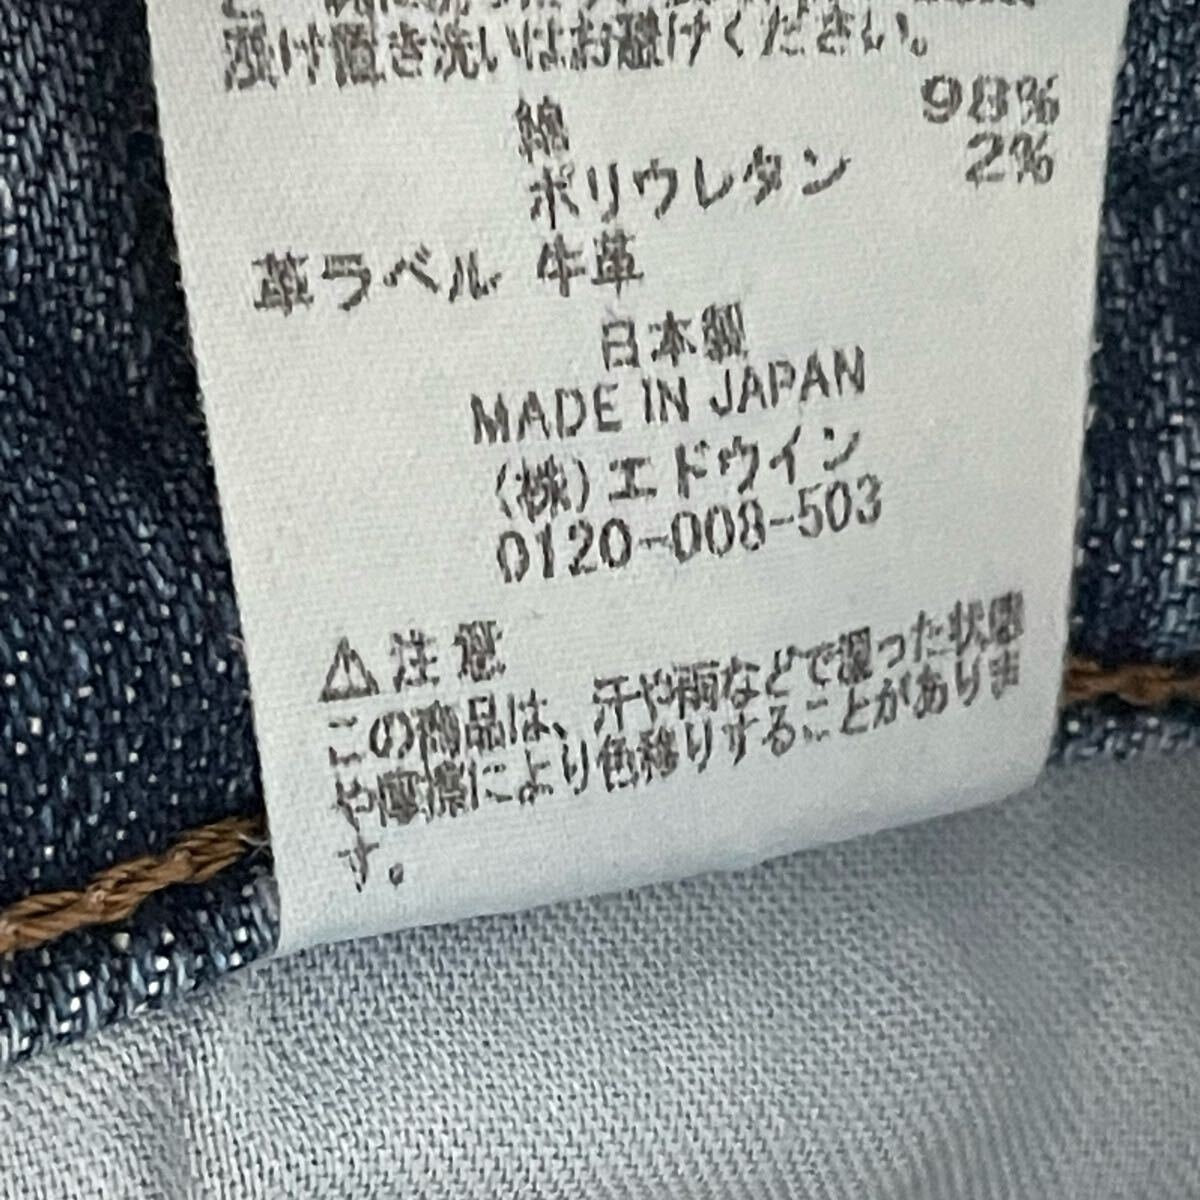 浸け置き洗いはお避けください。
綿 98%
ポリウレタン 2%
革ラベル 牛革
日本製
MADE IN JAPAN
(株)エドウイン
0120-008-503
⚠注意
この商品は、汗や雨などで湿った状態
や摩擦により色移りすることがありま
す。